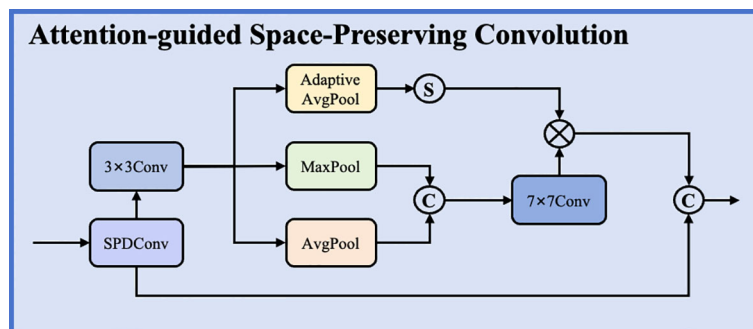 Attention-guided Space-Preserving Convolution
Adaptive
AvgPool
S
3×3Conv
MaxPool
C
7×7Conv
C
SPDConv
AvgPool